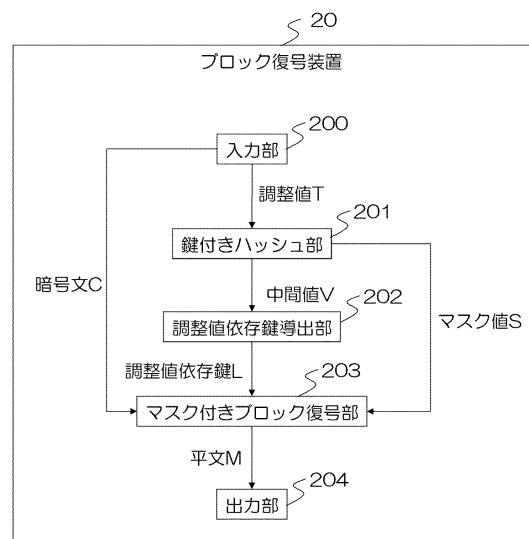 20
ブロック復号装置
200
入力部
調整値T
201
鍵付きハッシュ部
暗号文C
中間値V
202
マスク値S
調整値依存鍵導出部
調整値依存鍵L
203
マスク付きブロック復号部
平文M
204
出力部